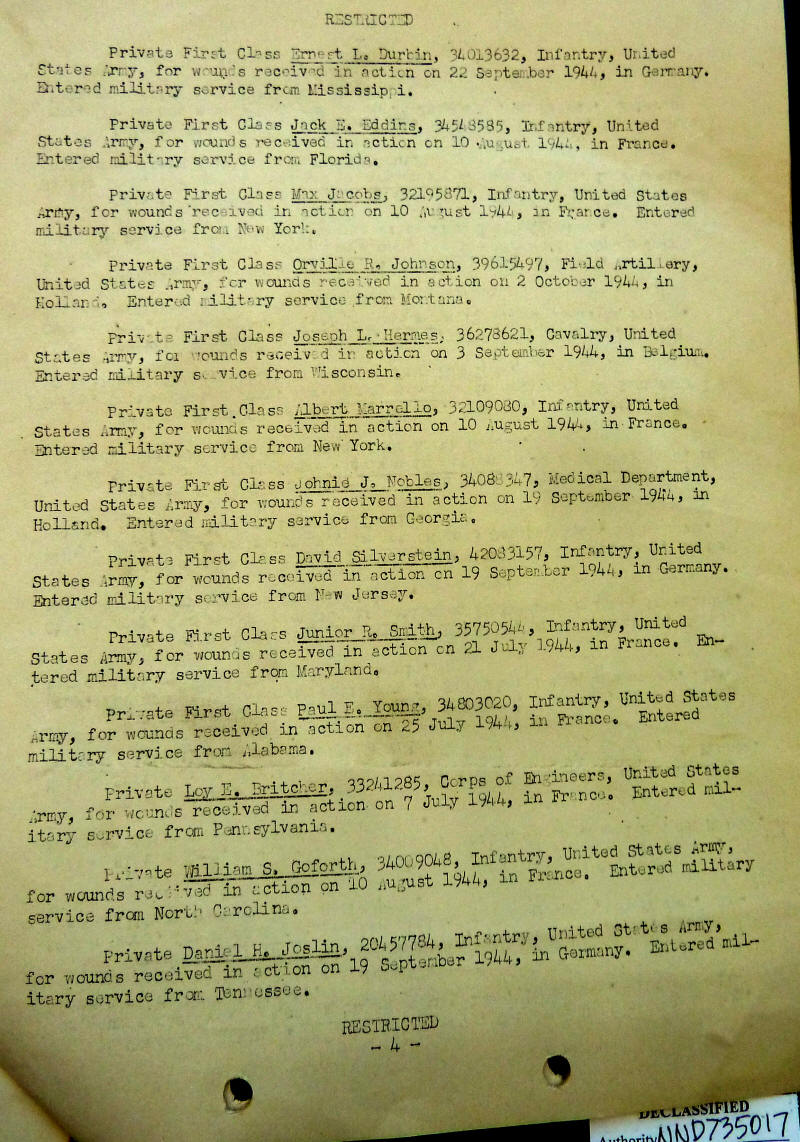 RESTRICTED
Private First Class Ernest L. Durbin, 34013632, Infantry, United
States Army, for wounds received in action on 22 September 1944, in Germany.
Entered military service from Mississippi.
Private First Class Jack E. Eddins, 34548585, Infantry, United
States Army, for wounds received in action on 10 August 1944, in France.
Entered military service from Florida.
Private First Class Max Jacobs, 32195871, Infantry, United States
Army, for wounds received in action on 10 August 1944, in France. Entered
military service from New York.
Private First Class Orville R. Johnson, 39615497, Field Artillery,
United States Army, for wounds received in action on 2 October 1944, in
Holland. Entered military service from Montana.
Private First Class Joseph L. Hermes, 36278621, Cavalry, United
States Army, for wounds received in action on 3 September 1944, in Belgium.
Entered military service from Wisconsin.
Private First Class Albert Marrello, 32109080, Infantry, United
States Army, for wounds received in action on 10 August 1944, in France.
Entered military service from New York.
Private First Class Johnie J. Nobles, 34088347, Medical Department,
United States Army, for wounds received in action on 19 September 1944, in
Holland. Entered military service from Georgia.
Private First Class David Silverstein, 42083157, Infantry, United
States Army, for wounds received in action on 19 September 1944, in Germany.
Entered military service from New Jersey.
Private First Class Junior R. Smith, 35750544, Infantry, United
States Army, for wounds received in action on 21 July 1944, in France. En-
tered military service from Maryland.
Private First Class Paul E. Young, 34803020, Infantry, United States
Army, for wounds received in action on 25 July 1944, in France. Entered
military service from Alabama.
Private Loy E. Britcher, 33241285, Corps of Engineers, United States
Army, for wounds received in action on 7 July 1944, in France. Entered mil-
itary service from Pennsylvania.
Private William S. Goforth, 34009048, Infantry, United States Army,
for wounds received in action on 10 August 1944, in France. Entered military
service from North Carolina.
Private Daniel H. Joslin, 20457784, Infantry, United States Army,
for wounds received in action on 19 September 1944, in Germany. Entered mil-
itary service from Tennessee.
RESTRICTED
- 4 -
DECLASSIFIED
Authority NND735017